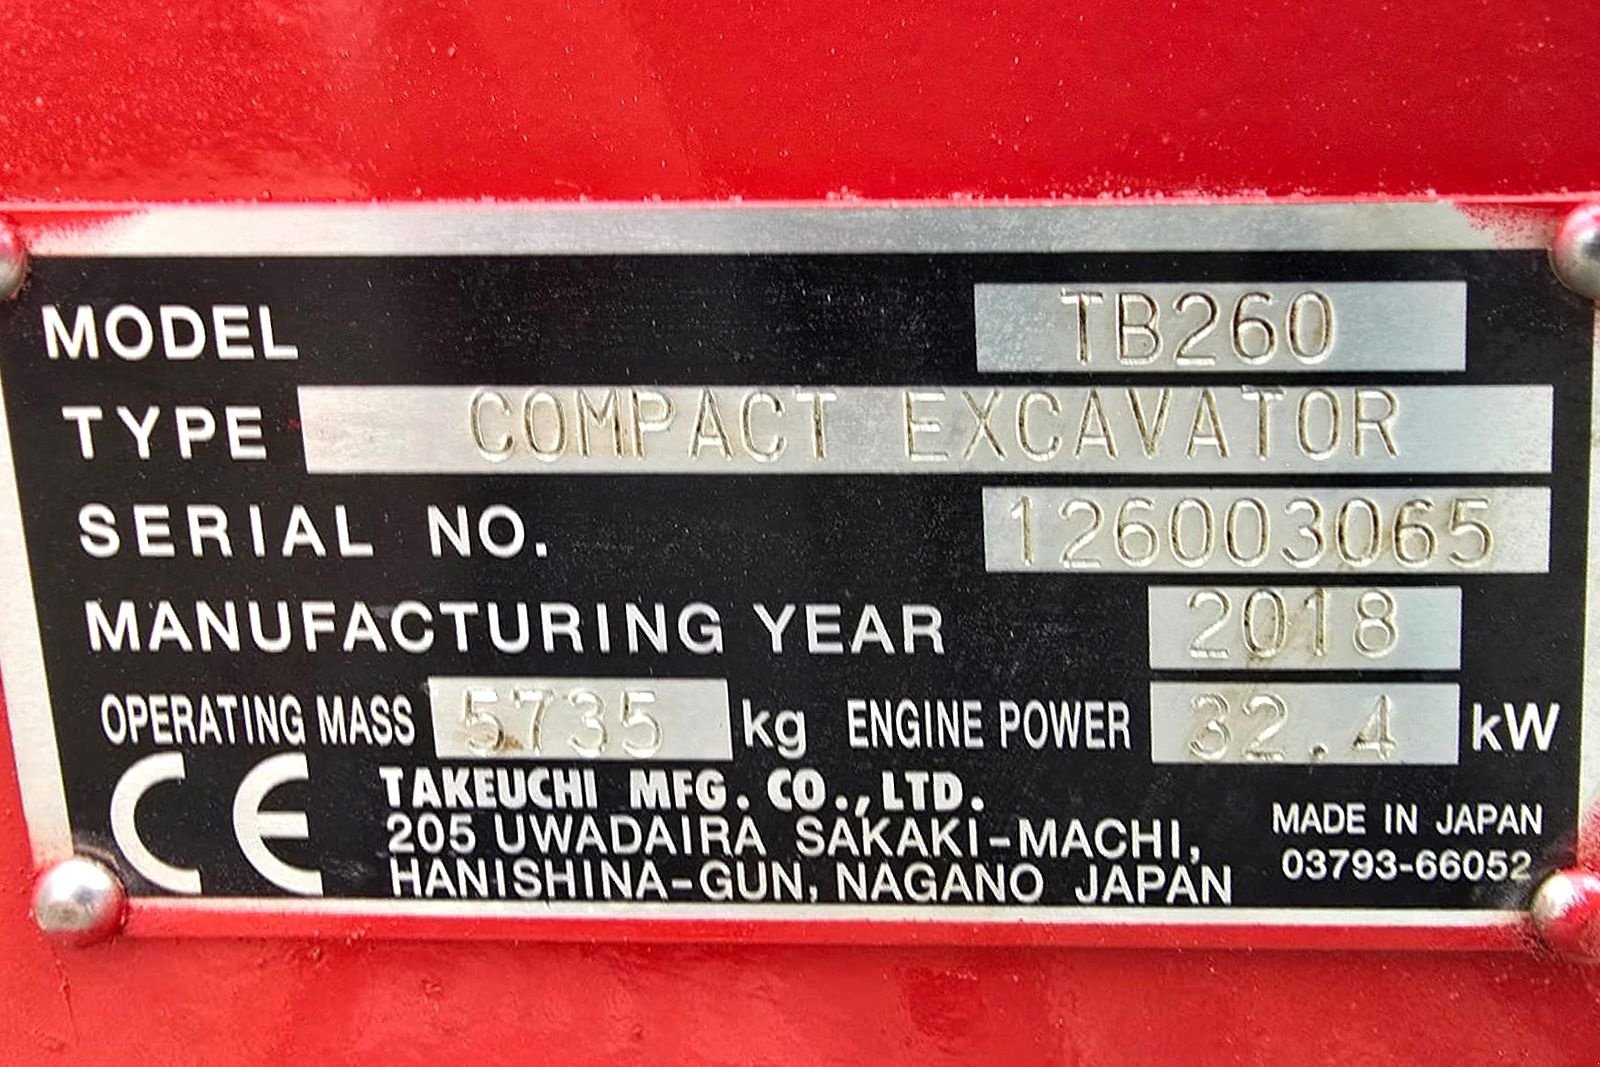 MODEL TB260
TYPE COMPACT EXCAVATOR
SERIAL NO. 126003065
MANUFACTURING YEAR 2018
OPERATING MASS 5735 kg ENGINE POWER 32.4 kW
CE TAKEUCHI MFG. CO., LTD.
205 UWADAIRA SAKAKI-MACHI,
HANISHINA-GUN, NAGANO JAPAN
MADE IN JAPAN
03793-66052